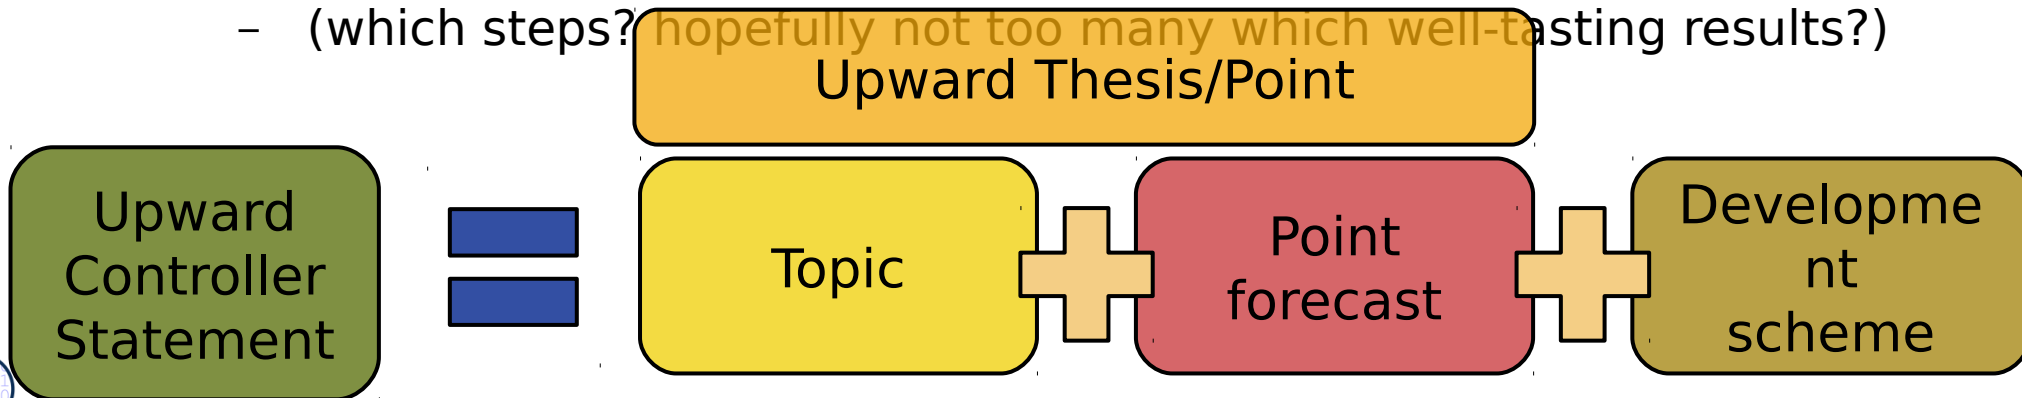 – (which steps? hopefully not too many which well-tasting results?)
Upward Thesis/Point
Upward
Controller
Statement
Topic
Point
forecast
Developme
nt
scheme